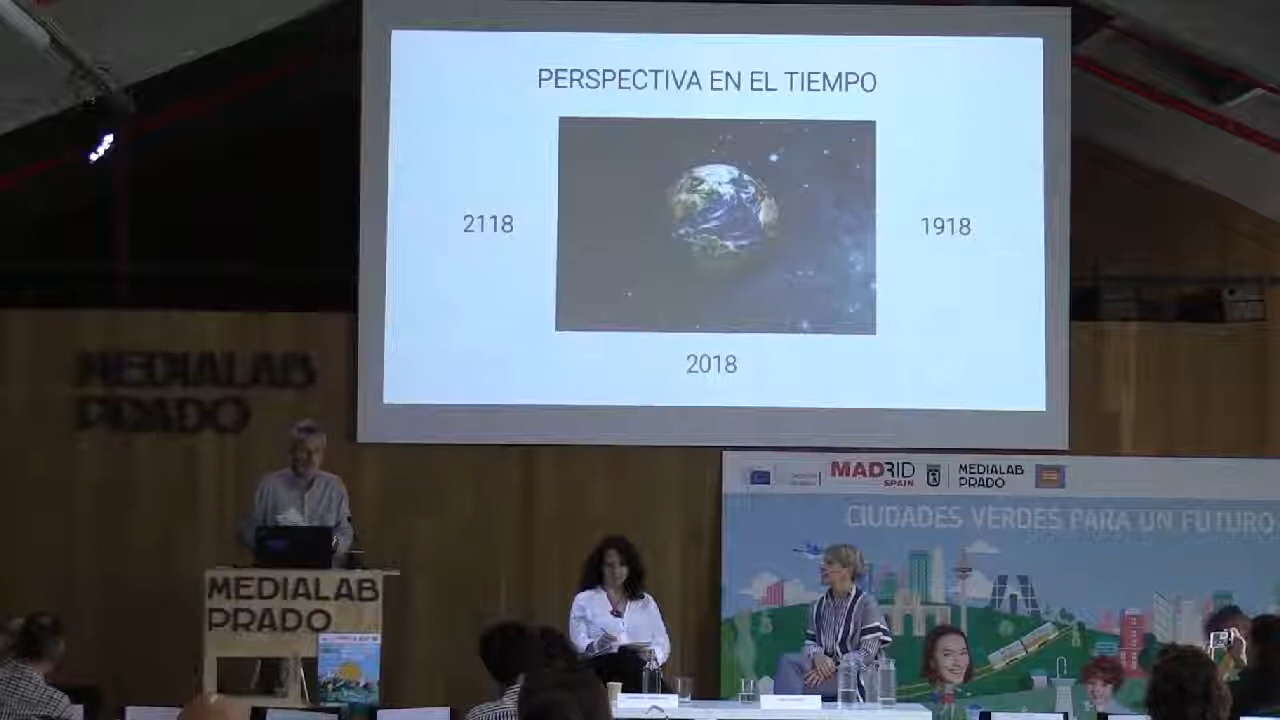 PERSPECTIVA EN EL TIEMPO
2118
1918
2018
MEDIALAB
PRADO
MADRID
SPAIN
MEDIALAB
PRADO
CIUDADES VERDES PARA UN FUTURO
MEDIALAB
PRADO